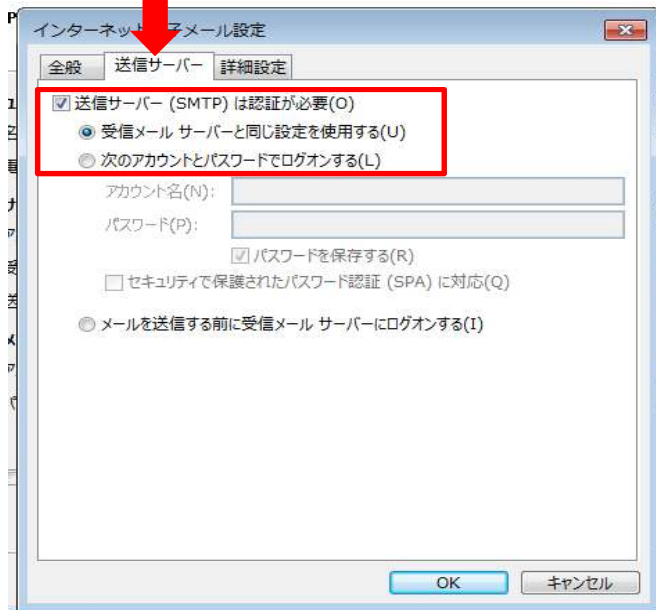 インターネット 子メール設定
全般 送信サーバー 詳細設定
送信サーバー (SMTP) は認証が必要(O)
受信メール サーバーと同じ設定を使用する(U)
次のアカウントとパスワードでログオンする(L)
アカウント名(N):
パスワード(P):
パスワードを保存する(R)
セキュリティで保護されたパスワード認証 (SPA) に対応(Q)
メールを送信する前に受信メール サーバーにログオンする(I)
OK キャンセル